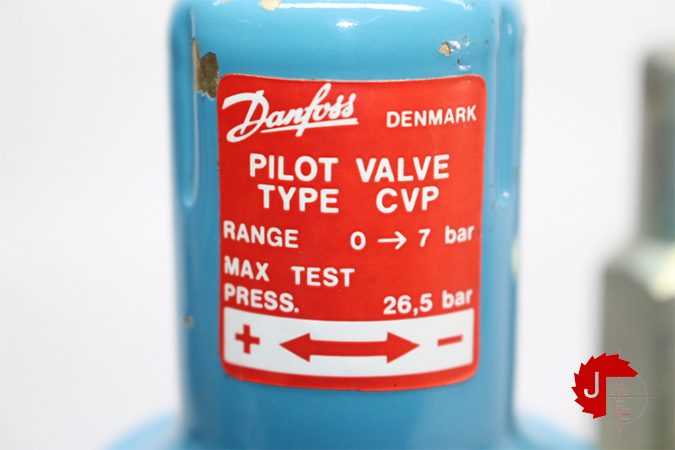 Danfoss DENMARK
PILOT VALVE
TYPE CVP
RANGE 0 → 7 bar
MAX TEST
PRESS. 26,5 bar
+ ↔ −
J